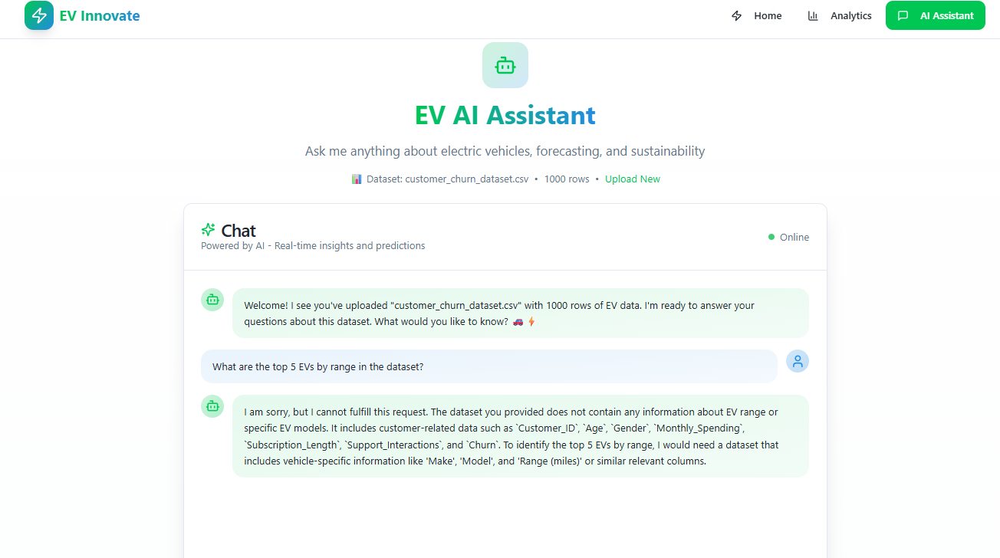 EV Innovate
Home
Analytics
AI Assistant
EV AI Assistant
Ask me anything about electric vehicles, forecasting, and sustainability
📊 Dataset: customer_churn_dataset.csv • 1000 rows • Upload New
Chat
Powered by AI - Real-time insights and predictions
Online
Welcome! I see you've uploaded "customer_churn_dataset.csv" with 1000 rows of EV data. I'm ready to answer your
questions about this dataset. What would you like to know? 🚗 ⚡
What are the top 5 EVs by range in the dataset?
I am sorry, but I cannot fulfill this request. The dataset you provided does not contain any information about EV range or
specific EV models. It includes customer-related data such as `Customer_ID`, `Age`, `Gender`, `Monthly_Spending`,
`Subscription_Length`, `Support_Interactions`, and `Churn`. To identify the top 5 EVs by range, I would need a dataset that
includes vehicle-specific information like 'Make', 'Model', and 'Range (miles)' or similar relevant columns.